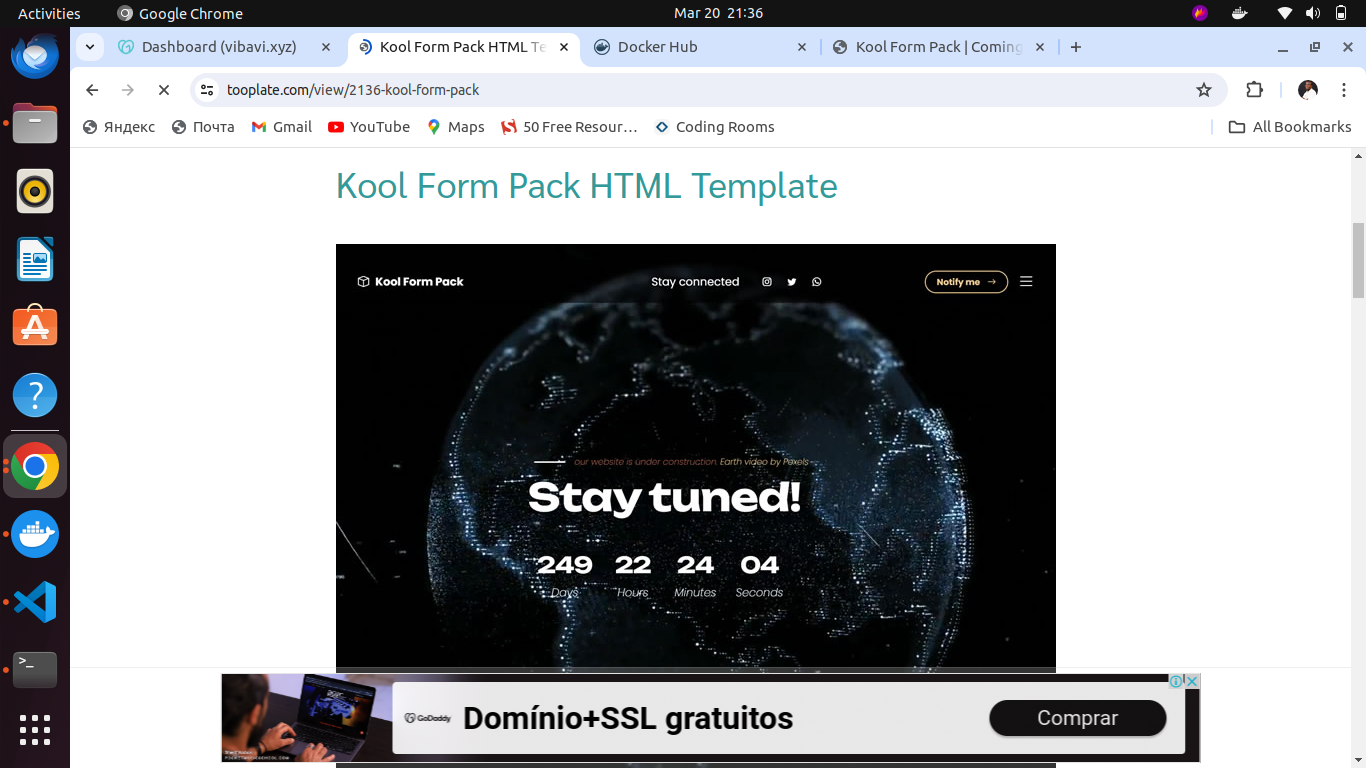 Activities
Google Chrome
Mar 20 21:36
Dashboard (vibavi.xyz)
Kool Form Pack HTML Te
Docker Hub
Kool Form Pack | Coming
tooplate.com/view/2136-kool-form-pack
Яндекс
Почта
Gmail
YouTube
Maps
50 Free Resour…
Coding Rooms
All Bookmarks
Kool Form Pack HTML Template
Kool Form Pack
Stay connected
Notify me
our website is under construction. Earth video by Pexels
Stay tuned!
249 22 24 04
Days Hours Minutes Seconds
GoDaddy
Domínio+SSL gratuitos
Comprar
>_